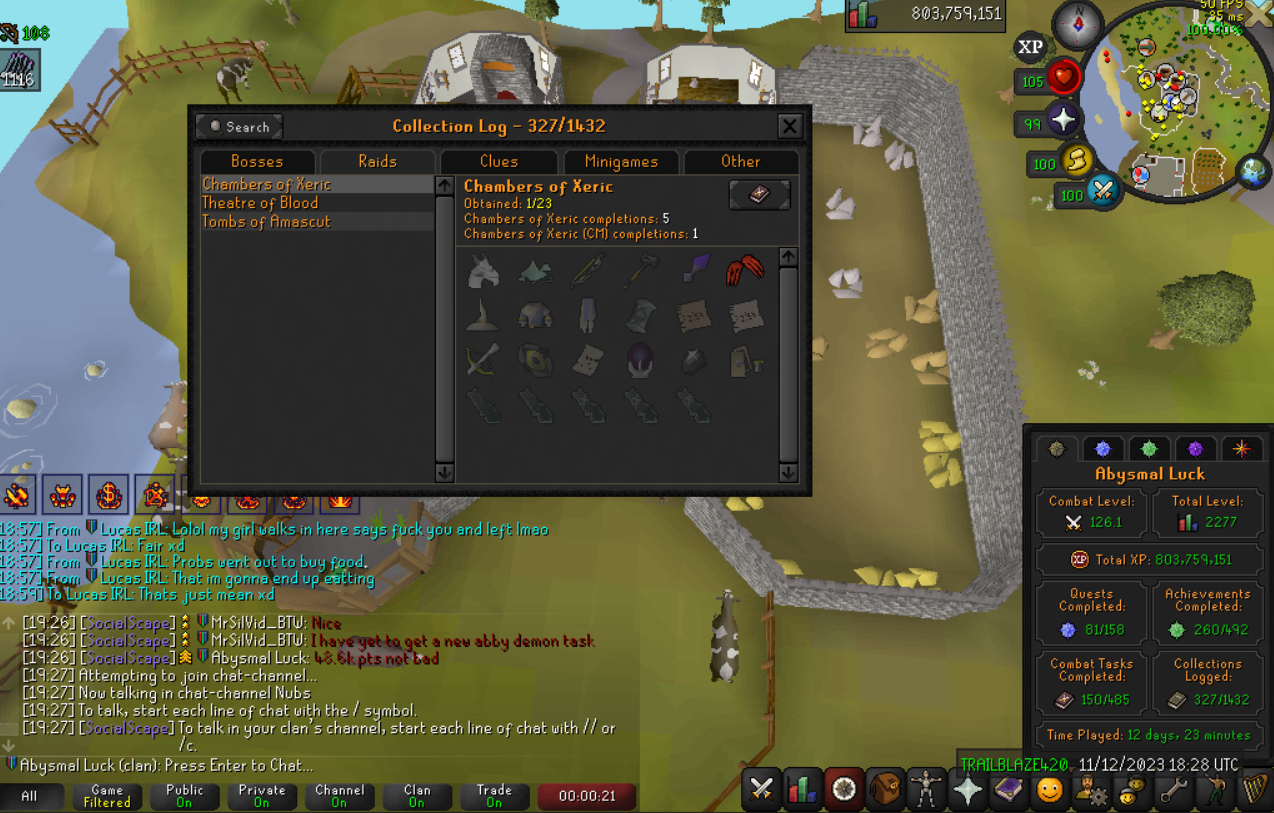 108
1116
803,759,151
50 FPS
35 ms
100.00%
XP
105
99
100
100
Search
Collection Log - 327/1432
Bosses
Raids
Clues
Minigames
Other
Chambers of Xeric
Theatre of Blood
Tombs of Amascut
Chambers of Xeric
Obtained: 1/23
Chambers of Xeric completions: 5
Chambers of Xeric (CM) completions: 1
18:57] From Lucas IRL: Lolol my girl walks in here says fuck you and left lmao
18:57] To Lucas IRL: Fair xd
18:57] From Lucas IRL: Probs went out to buy food.
18:57] From Lucas IRL: That im gonna end up eatting
18:59] To Lucas IRL: Thats just mean xd
[19:26] [SocialScape] MrSilVid_BTW: Nice
[19:26] [SocialScape] MrSilVid_BTW: I have yet to get a new abby demon task
[19:26] [SocialScape] Abysmal Luck: 48.6k pts not bad
[19:27] Attempting to join chat-channel...
[19:27] Now talking in chat-channel Nubs
[19:27] To talk, start each line of chat with the / symbol.
[19:27] [SocialScape] To talk in your clan's channel, start each line of chat with // or
/c.
Abysmal Luck (clan): Press Enter to Chat...
All
Game
Filtered
Public
On
Private
On
Channel
On
Clan
On
Trade
On
00:00:21
Abysmal Luck
Combat Level:
126.1
Total Level:
2277
XP Total XP: 803,759,151
Quests
Completed:
81/158
Achievements
Completed:
260/492
Combat Tasks
Completed:
150/485
Collections
Logged:
327/1432
Time Played: 12 days, 23 minutes
TRAILBLAZE420 11/12/2023 18:28 UTC